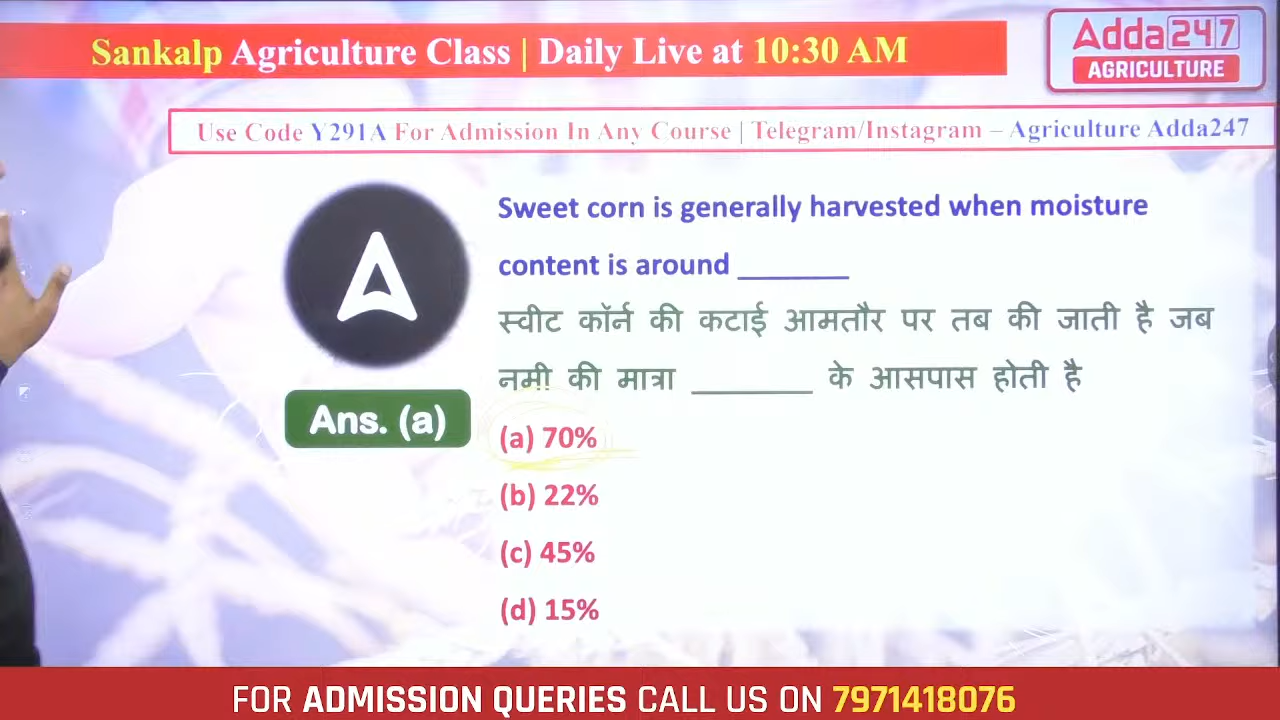 Sankalp Agriculture Class | Daily Live at 10:30 AM
Adda247
AGRICULTURE
Use Code Y291A For Admission In Any Course | Telegram/Instagram – Agriculture Adda247
Sweet corn is generally harvested when moisture
content is around ________
स्वीट कॉर्न की कटाई आमतौर पर तब की जाती है जब
नमी की मात्रा ________ के आसपास होती है
Ans. (a)
(a) 70%
(b) 22%
(c) 45%
(d) 15%
FOR ADMISSION QUERIES CALL US ON 7971418076